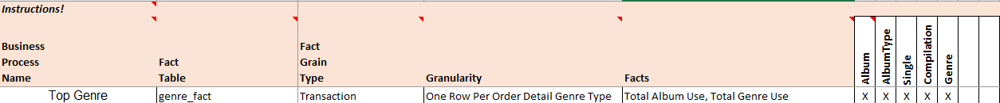 Instructions!
Business Process Name
Fact Table
Fact Grain Type
Granularity
Facts
Album
AlbumType
Single
Compilation
Genre
Top Genre
genre_fact
Transaction
One Row Per Order Detail Genre Type
Total Album Use, Total Genre Use
X
X
X
X
X